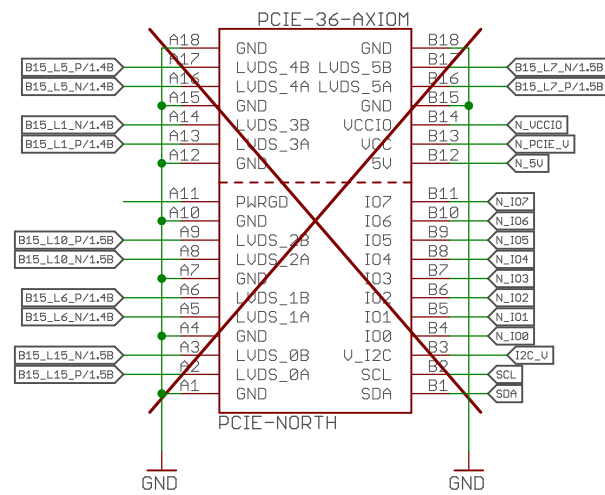 PCIE-36-AXIOM
A18 GND GND B18
B15_L5_P/1.4B A17 LVDS_4B LVDS_5B B17 B15_L7_N/1.5B
B15_L5_N/1.4B A16 LVDS_4A LVDS_5A B16 B15_L7_P/1.5B
A15 GND GND B15
B15_L1_N/1.4B A14 LVDS_3B VCCIO B14 N_VCCIO
B15_L1_P/1.4B A13 LVDS_3A VCC B13 N_PCIE_V
A12 GND 5V B12 N_5V
A11 PWRGD IO7 B11 N_IO7
A10 GND IO6 B10 N_IO6
B15_L10_P/1.5B A9 LVDS_2B IO5 B9 N_IO5
B15_L10_N/1.5B A8 LVDS_2A IO4 B8 N_IO4
A7 GND IO3 B7 N_IO3
B15_L6_P/1.4B A6 LVDS_1B IO2 B6 N_IO2
B15_L6_N/1.4B A5 LVDS_1A IO1 B5 N_IO1
A4 GND IO0 B4 N_IO0
B15_L15_N/1.5B A3 LVDS_0B V_I2C B3 I2C_V
B15_L15_P/1.5B A2 LVDS_0A SCL B2 SCL
A1 GND SDA B1 SDA
PCIE-NORTH
GND GND